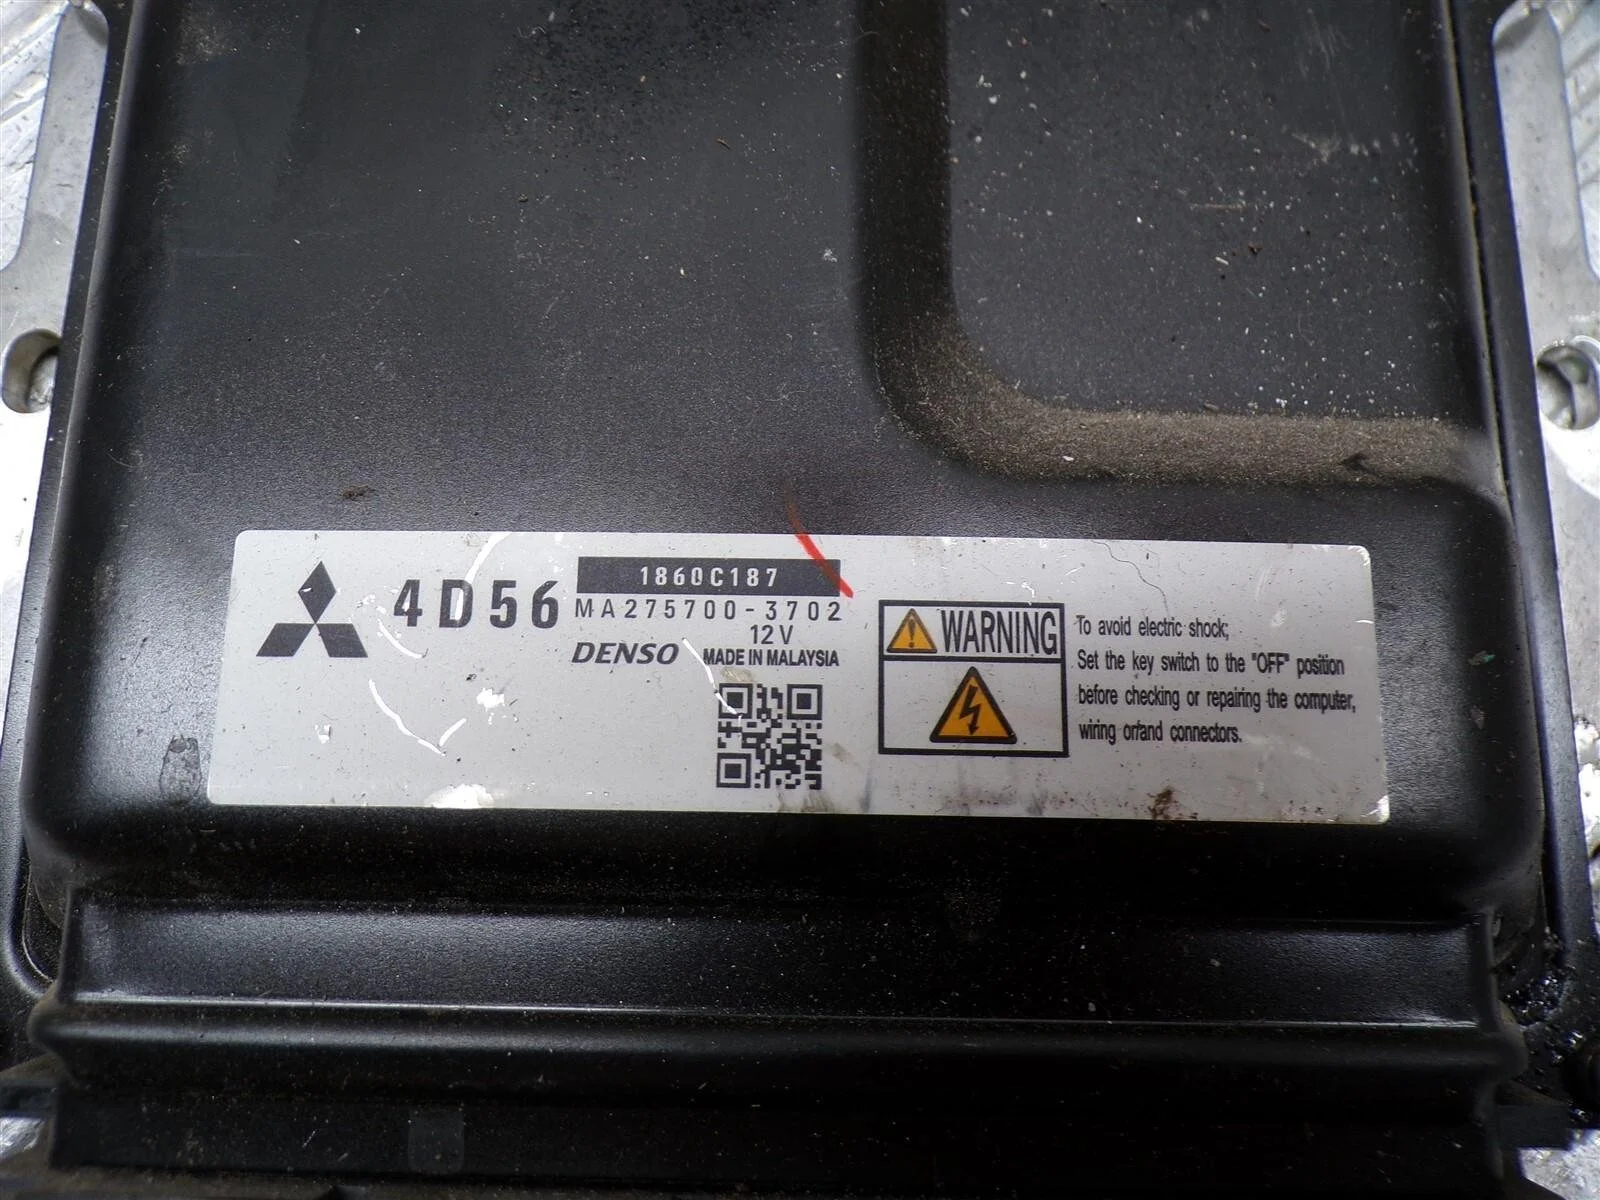 4D56
1860C187
MA275700-3702
12V
DENSO MADE IN MALAYSIA
WARNING
To avoid electric shock;
Set the key switch to the "OFF" position
before checking or repairing the computer,
wiring or/and connectors.